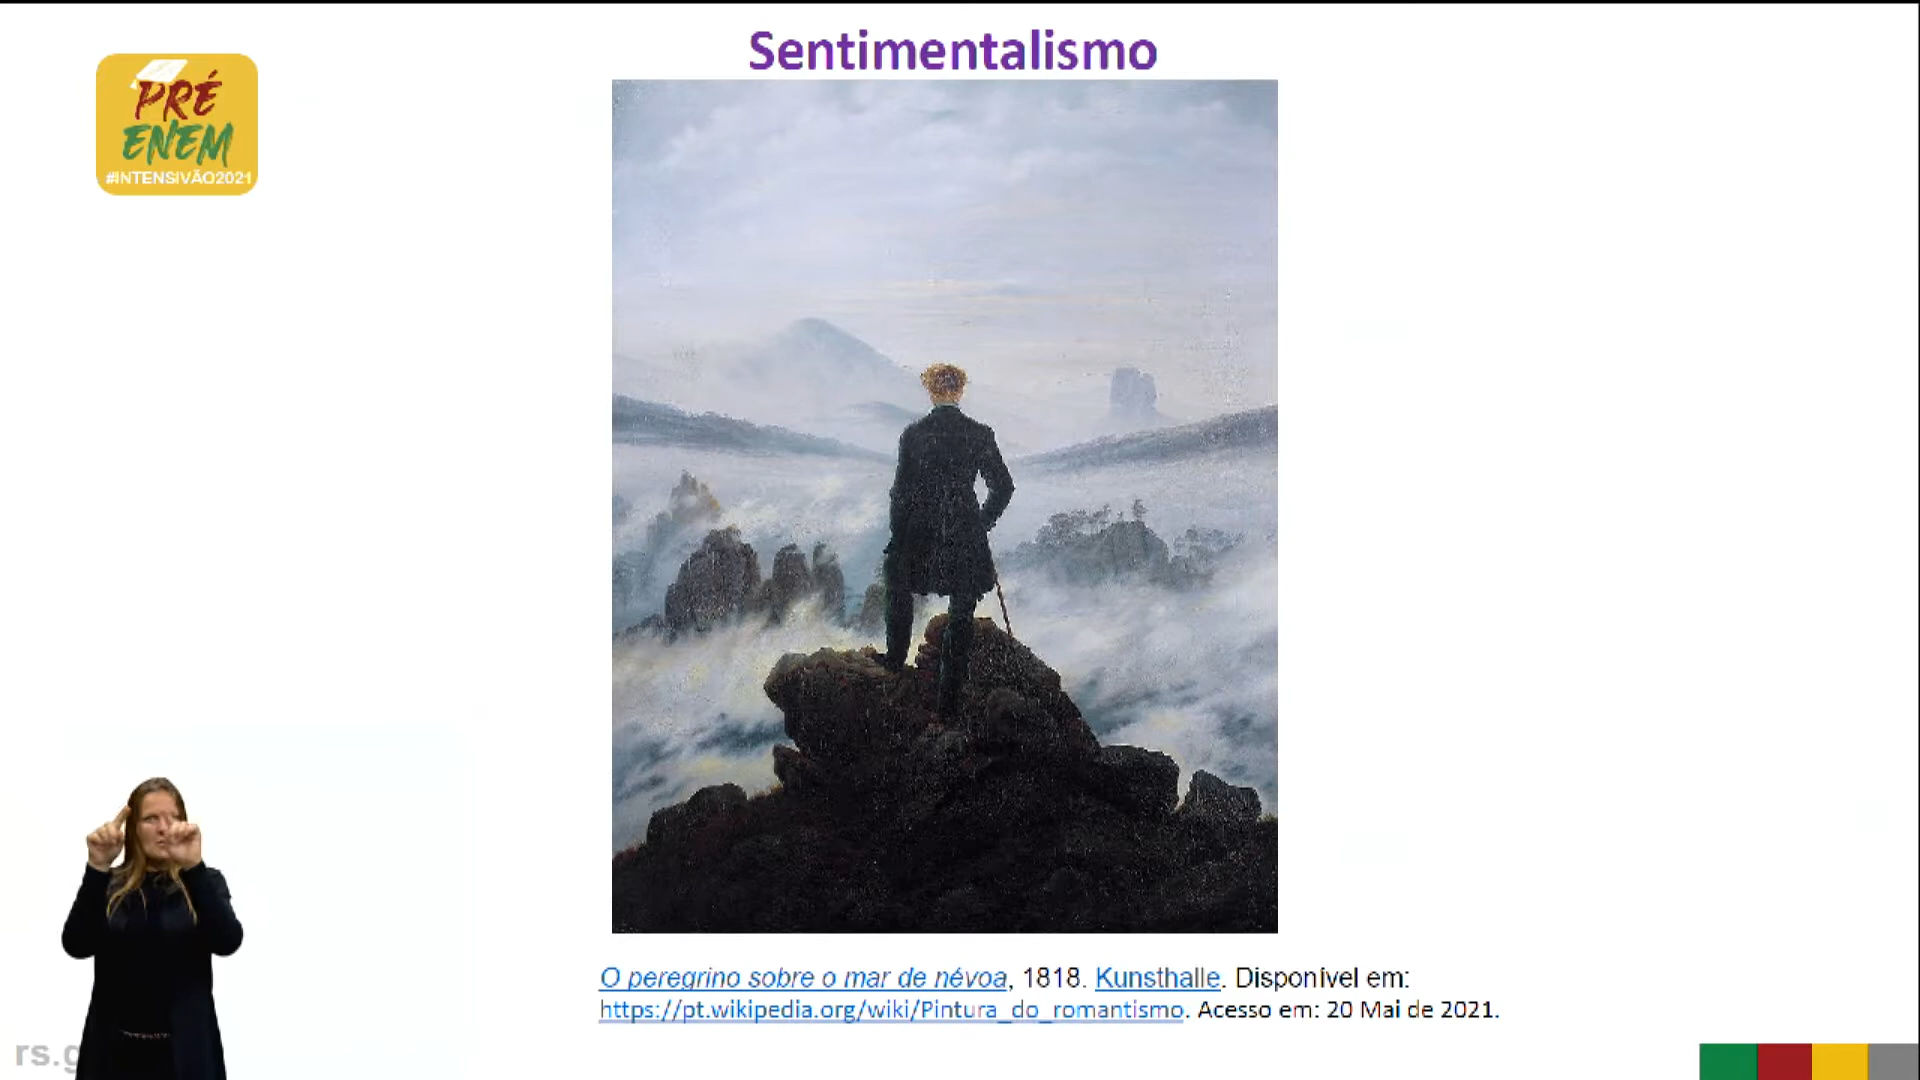 Sentimentalismo
PRÉ
ENEM
#INTENSIVÃO2021
O peregrino sobre o mar de névoa, 1818. Kunsthalle. Disponível em:
https://pt.wikipedia.org/wiki/Pintura_do_romantismo. Acesso em: 20 Mai de 2021.